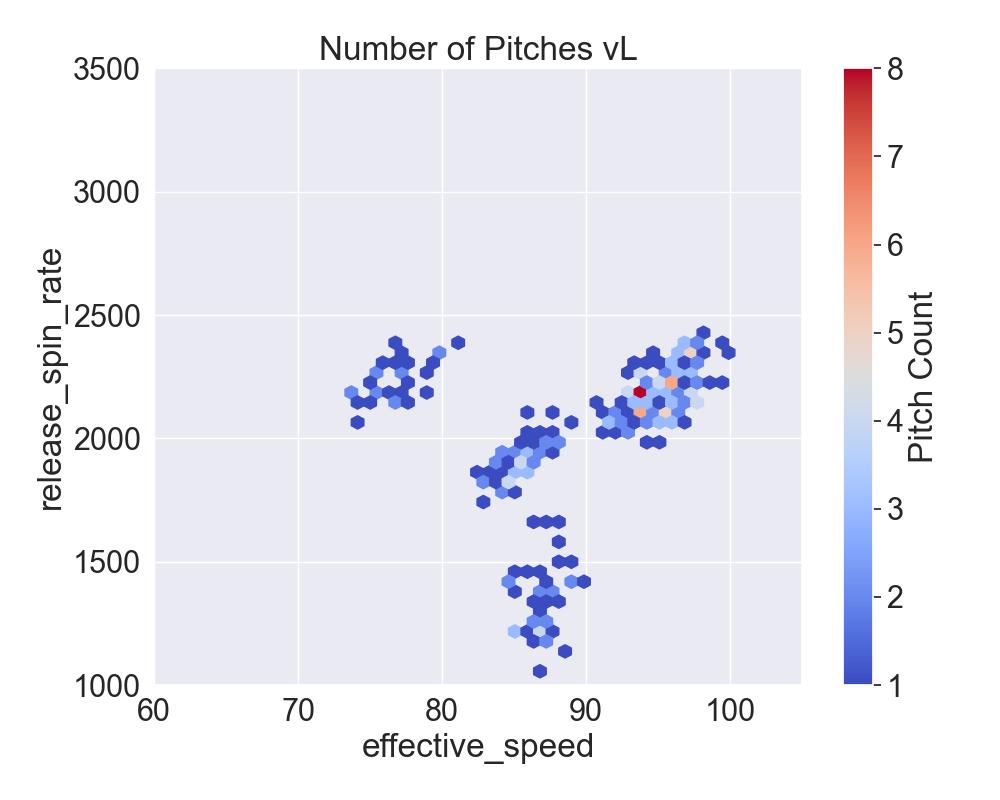 Number of Pitches vL
3500
3000
2500
2000
1500
1000
release_spin_rate
60 70 80 90 100
effective_speed
8
7
6
5
4
3
2
1
Pitch Count